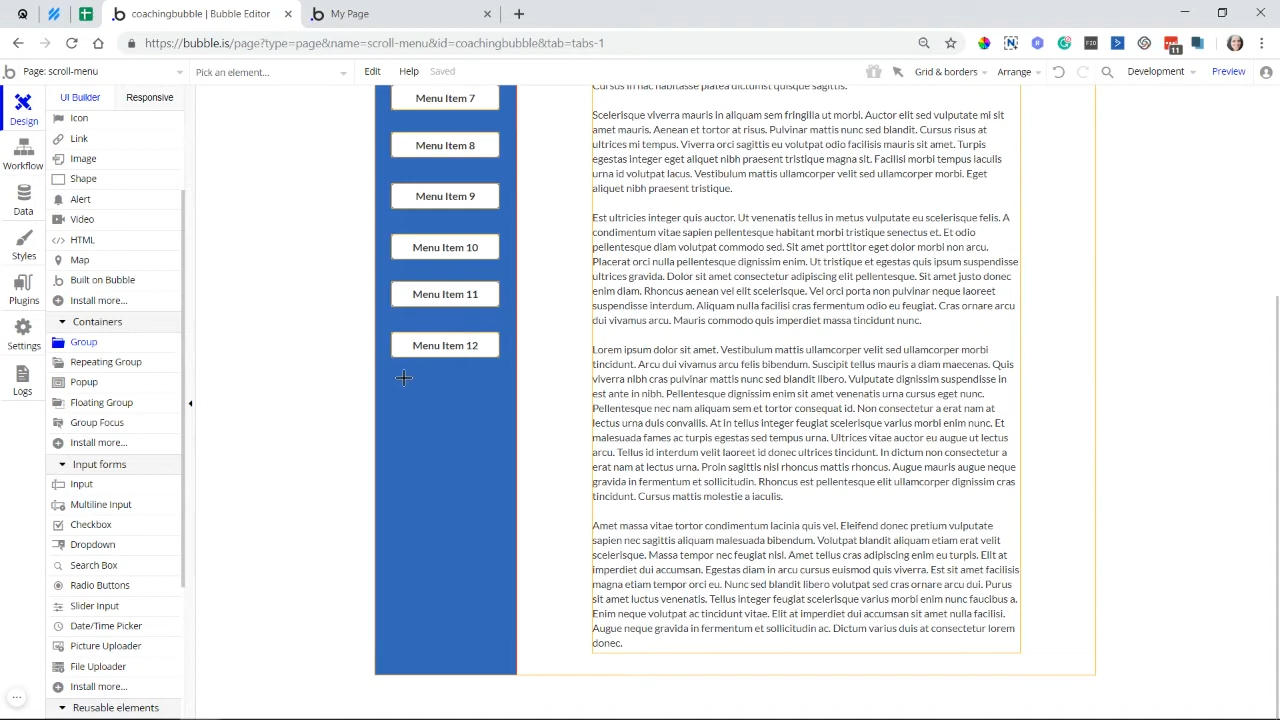 coachingbubble | Bubble Editor
My Page
https://bubble.is/page?type=page&name=scroll-menu&id=cowchingbubble&tab=tabs-1
FIO
11
Page: scroll-menu
Pick an element...
Edit
Help
Saved
Grid & borders
Arrange
Development
Preview
Design
Workflow
Data
Styles
Plugins
Settings
Logs
UI Builder
Responsive
Icon
Link
Image
Shape
Alert
Video
HTML
Map
Built on Bubble
Install more...
Containers
Group
Repeating Group
Popup
Floating Group
Group Focus
Install more...
Input forms
Input
Multiline Input
Checkbox
Dropdown
Search Box
Radio Buttons
Slider Input
Date/Time Picker
Picture Uploader
File Uploader
Install more...
Reusable elements
Menu Item 7
Menu Item 8
Menu Item 9
Menu Item 10
Menu Item 11
Menu Item 12
Cursus in hac habitasse platea dictumst quisque sagittis.
Scelerisque viverra mauris in aliquam sem fringilla ut morbi. Auctor elit sed vulputate mi sit
amet mauris. Aenean et tortor at risus. Pulvinar mattis nunc sed blandit. Cursus risus at
ultrices mi tempus. Viverra orci sagittis eu volutpat odio facilisis mauris sit amet. Turpis
egestas integer eget aliquet nibh praesent tristique magna sit. Facilisi morbi tempus iaculis
urna id volutpat lacus. Vestibulum mattis ullamcorper velit sed ullamcorper morbi. Eget
aliquet nibh praesent tristique.
Est ultricies integer quis auctor. Ut venenatis tellus in metus vulputate eu scelerisque felis. A
condimentum vitae sapien pellentesque habitant morbi tristique senectus et. Et odio
pellentesque diam volutpat commodo sed. Sit amet porttitor eget dolor morbi non arcu.
Placerat orci nulla pellentesque dignissim enim. Ut tristique et egestas quis ipsum suspendisse
ultrices gravida. Dolor sit amet consectetur adipiscing elit pellentesque. Sit amet justo donec
enim diam. Rhoncus aenean vel elit scelerisque. Vel orci porta non pulvinar neque laoreet
suspendisse interdum. Aliquam nulla facilisi cras fermentum odio eu feugiat. Cras ornare arcu
dui vivamus arcu. Mauris commodo quis imperdiet massa tincidunt nunc.
Lorem ipsum dolor sit amet. Vestibulum mattis ullamcorper velit sed ullamcorper morbi
tincidunt. Arcu dui vivamus arcu felis bibendum. Suscipit tellus mauris a diam maecenas. Quis
viverra nibh cras pulvinar mattis nunc sed blandit libero. Vulputate dignissim suspendisse in
est ante in nibh. Pellentesque dignissim enim sit amet venenatis urna cursus eget nunc.
Pellentesque nec nam aliquam sem et tortor consequat id. Non consectetur a erat nam at
lectus urna duis convallis. At in tellus integer feugiat scelerisque varius morbi enim nunc. Et
malesuada fames ac turpis egestas sed tempus urna. Ultrices vitae auctor eu augue ut lectus
arcu. Tellus id interdum velit laoreet id donec ultrices tincidunt. In dictum non consectetur a
erat nam at lectus urna. Proin sagittis nisl rhoncus mattis rhoncus. Augue mauris augue neque
gravida in fermentum et sollicitudin. Rhoncus est pellentesque elit ullamcorper dignissim cras
tincidunt. Cursus mattis molestie a iaculis.
Amet massa vitae tortor condimentum lacinia quis vel. Eleifend donec pretium vulputate
sapien nec sagittis aliquam malesuada bibendum. Volutpat blandit aliquam etiam erat velit
scelerisque. Massa tempor nec feugiat nisl. Amet tellus cras adipiscing enim eu turpis. Elit at
imperdiet dui accumsan. Egestas diam in arcu cursus euismod quis viverra. Est sit amet facilisis
magna etiam tempor orci eu. Nunc sed blandit libero volutpat sed cras ornare arcu dui. Purus
sit amet luctus venenatis. Tellus integer feugiat scelerisque varius morbi enim nunc faucibus a.
Enim neque volutpat ac tincidunt vitae. Elit at imperdiet dui accumsan sit amet nulla facilisi.
Augue neque gravida in fermentum et sollicitudin ac. Dictum varius duis at consectetur lorem
donec.